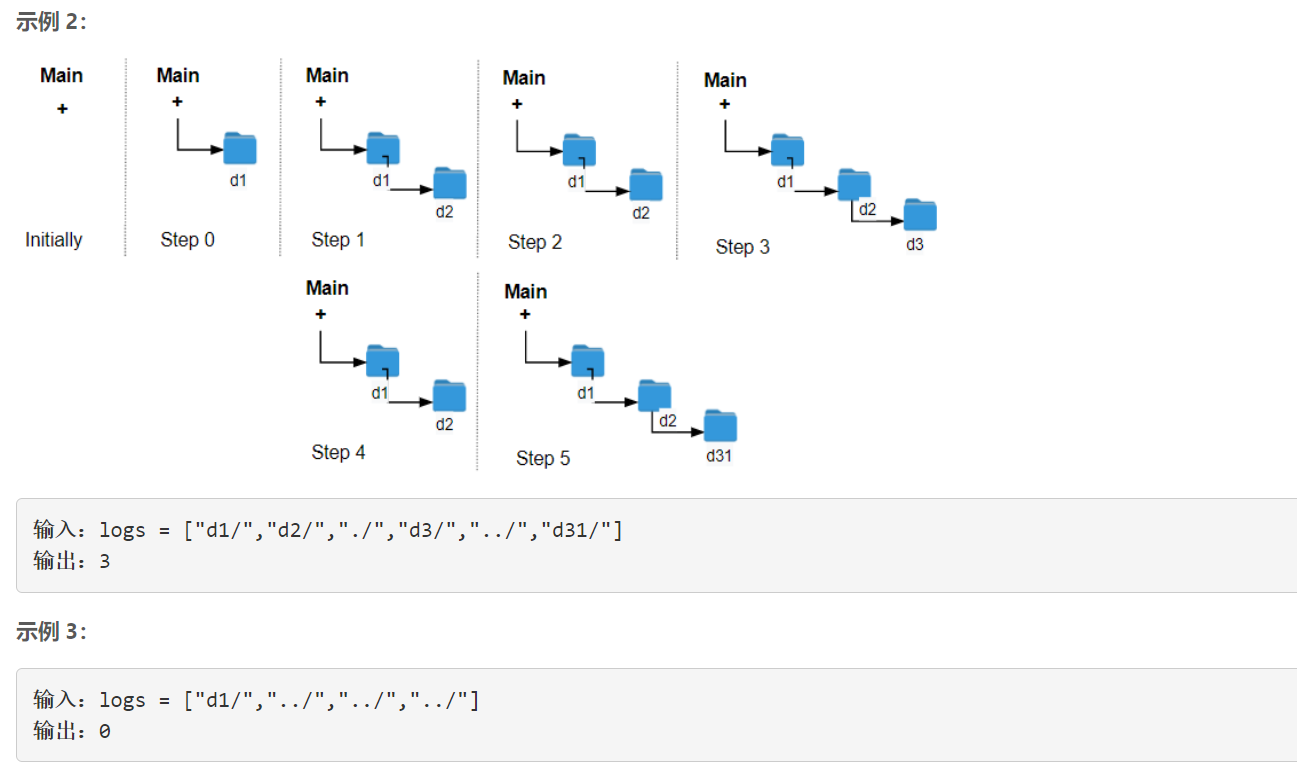 示例 2：
Main Main Main Main Main
+ + + + +
d1 d1 d1 d1
d2 d2 d2
d3
Initially Step 0 Step 1 Step 2 Step 3
Main Main
+ +
d1 d1
d2 d2
d31
Step 4 Step 5
输入：logs = ["d1/","d2/","./","d3/","../","d31/"]
输出：3
示例 3：
输入：logs = ["d1/","../","../","../"]
输出：0